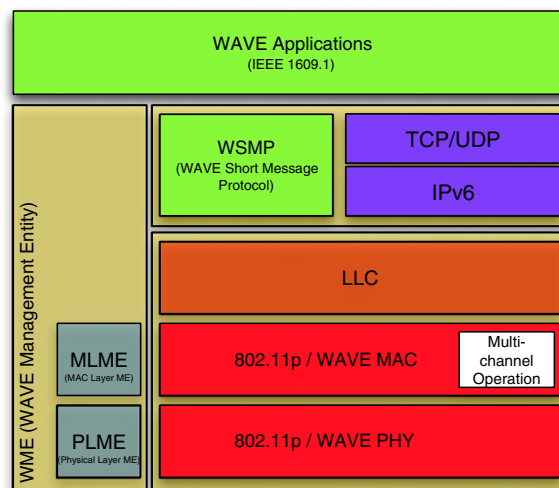 WAVE Applications
(IEEE 1609.1)
WSMP
(WAVE Short Message
Protocol)
TCP/UDP
IPv6
WME (WAVE Management Entity)
LLC
MLME
(MAC Layer ME)
802.11p / WAVE MAC
Multi-
channel
Operation
PLME
(Physical Layer ME)
802.11p / WAVE PHY